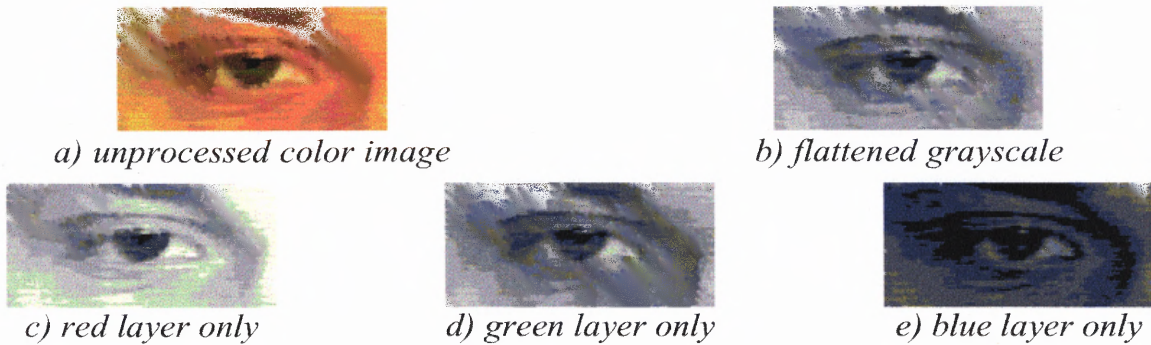 a) unprocessed color image
b) flattened grayscale
c) red layer only
d) green layer only
e) blue layer only